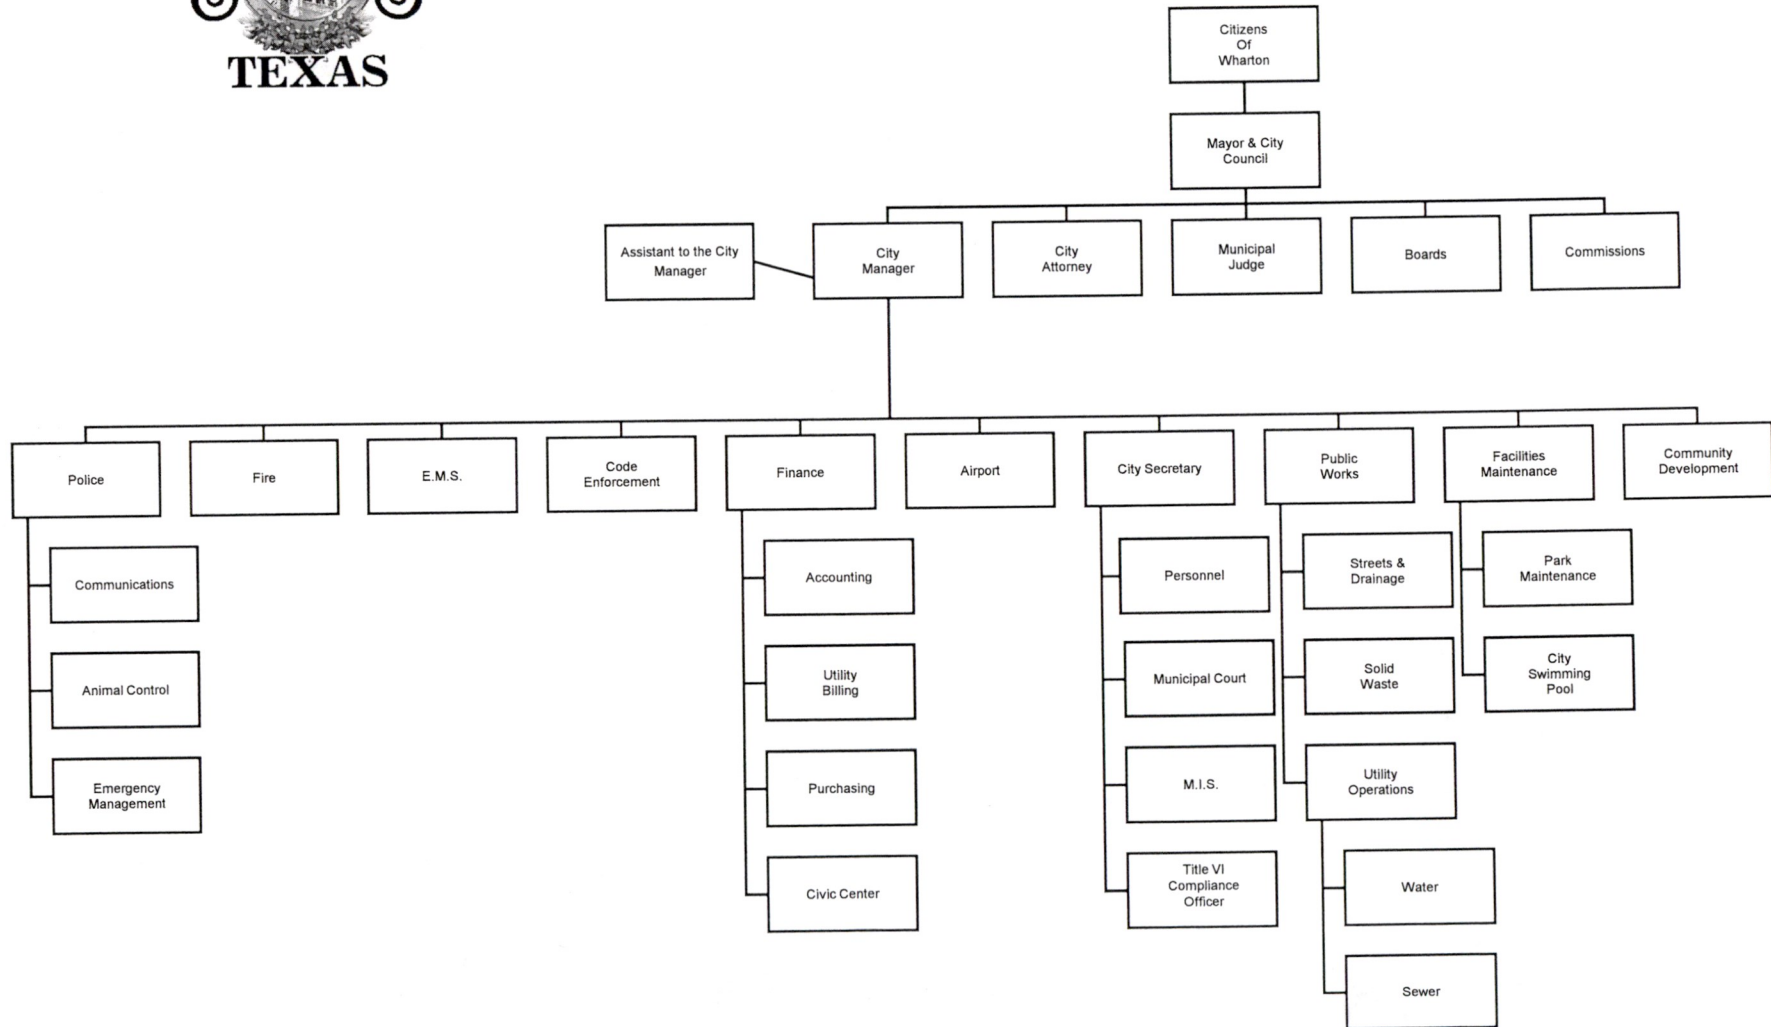 TEXAS
Citizens
Of
Wharton
Mayor & City
Council
Assistant to the City
Manager
City
Manager
City
Attorney
Municipal
Judge
Boards
Commissions
Police
Fire
E.M.S.
Code
Enforcement
Finance
Airport
City Secretary
Public
Works
Facilities
Maintenance
Community
Development
Communications
Animal Control
Emergency
Management
Accounting
Utility
Billing
Purchasing
Civic Center
Personnel
Municipal Court
M.I.S.
Title VI
Compliance
Officer
Streets &
Drainage
Solid
Waste
Utility
Operations
Water
Sewer
Park
Maintenance
City
Swimming
Pool